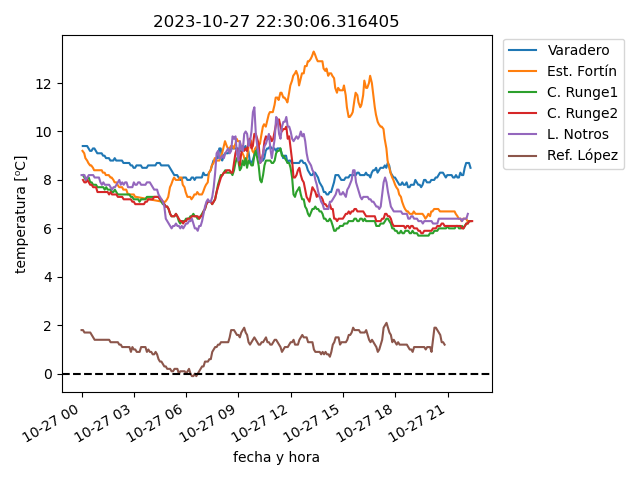 2023-10-27 22:30:06.316405
temperatura [ºC]
12
10
8
6
4
2
0
10-27 00
10-27 03
10-27 06
10-27 09
10-27 12
10-27 15
10-27 18
10-27 21
fecha y hora
Varadero
Est. Fortín
C. Runge1
C. Runge2
L. Notros
Ref. López